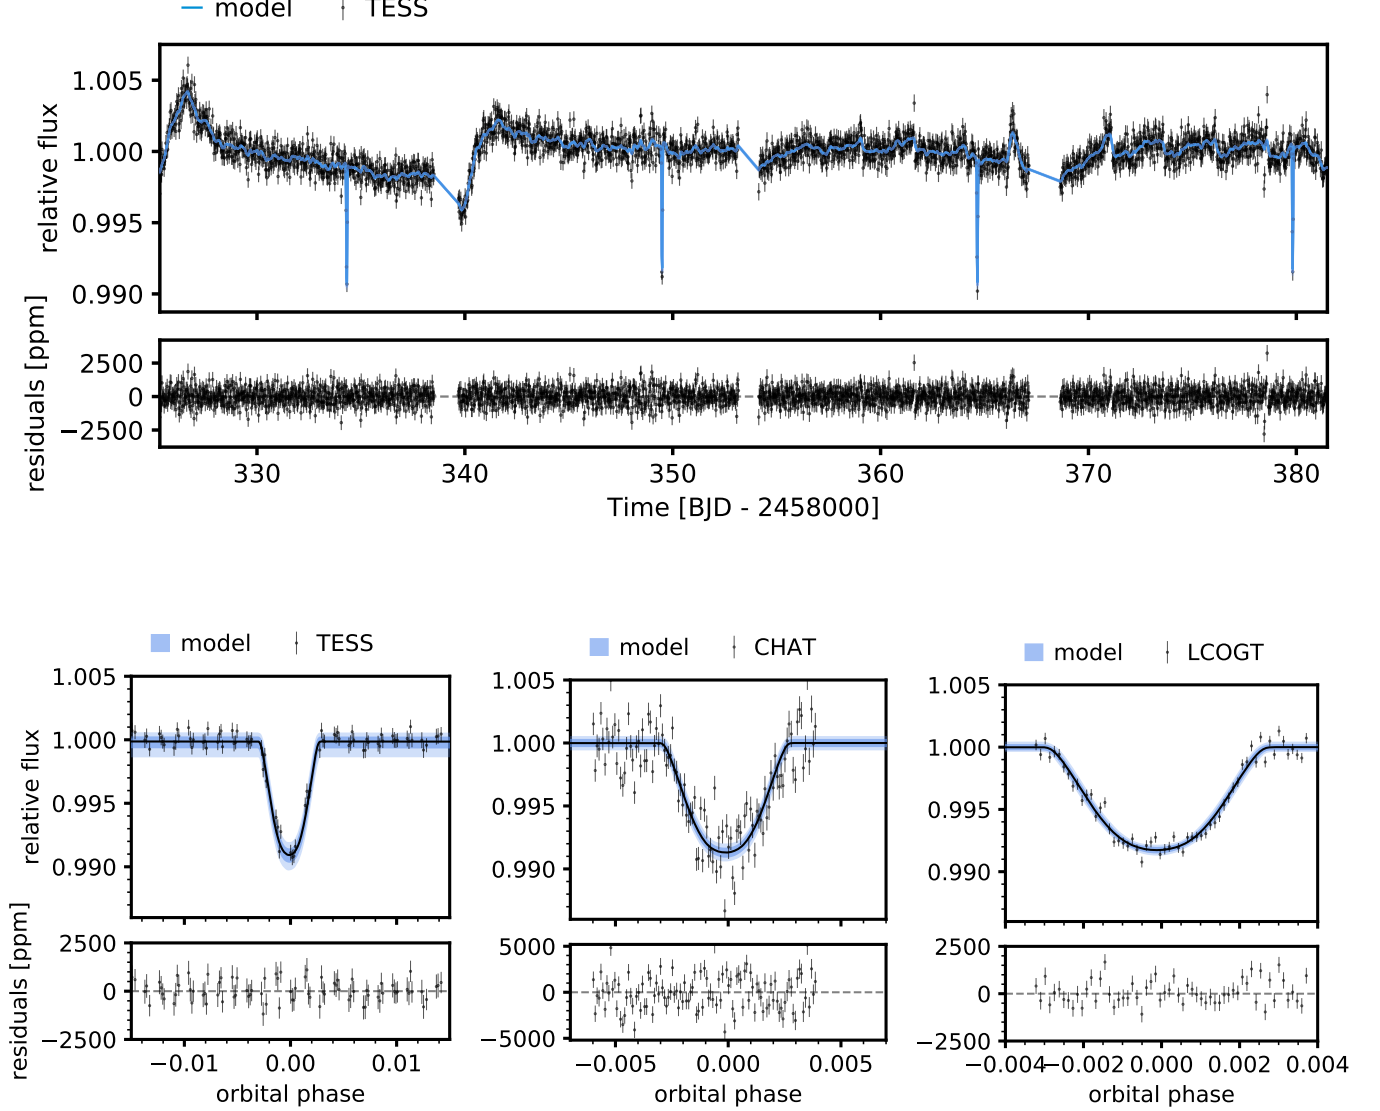 model TESS
1.005
1.000
0.995
0.990
relative flux
2500
0
−2500
residuals [ppm]
330 340 350 360 370 380
Time [BJD - 2458000]
model TESS
1.005
1.000
0.995
0.990
relative flux
2500
0
−2500
residuals [ppm]
−0.01 0.00 0.01
orbital phase
model CHAT
1.005
1.000
0.995
0.990
5000
0
−5000
−0.005 0.000 0.005
orbital phase
model LCOGT
1.005
1.000
0.995
0.990
2500
0
−2500
−0.004 −0.002 0.000 0.002 0.004
orbital phase